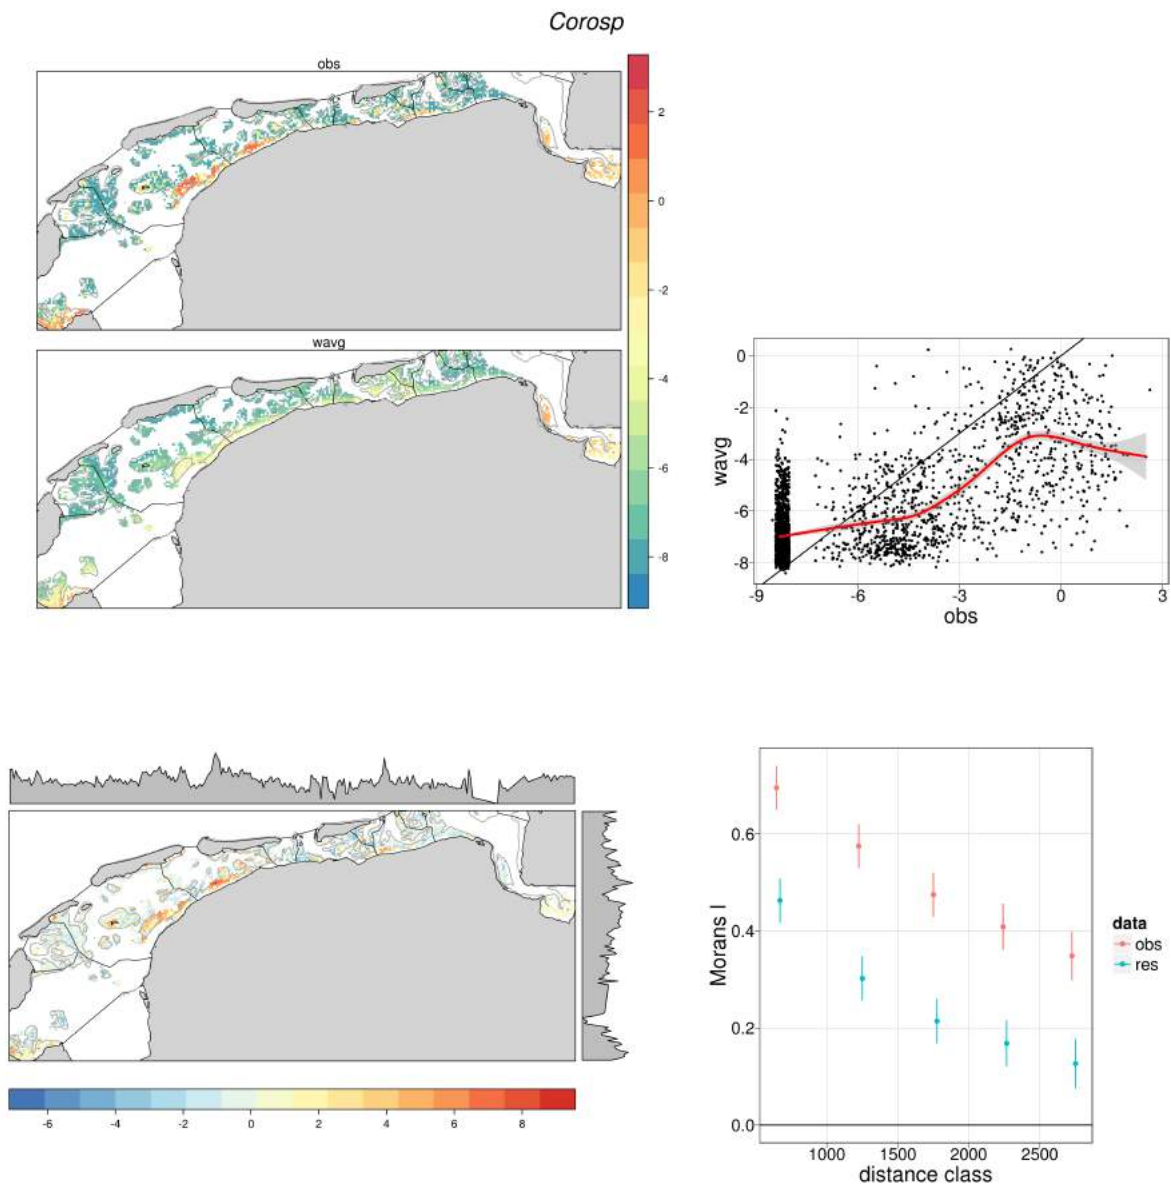 Corosp
obs
2
0
-2
-4
-6
-8
wavg
0
-2
-4
-6
-8
wavg
-9 -6 -3 0 3
obs
-6 -4 -2 0 2 4 6 8
0.6
0.4
0.2
0.0
Morans I
1000 1500 2000 2500
distance class
data
obs
res